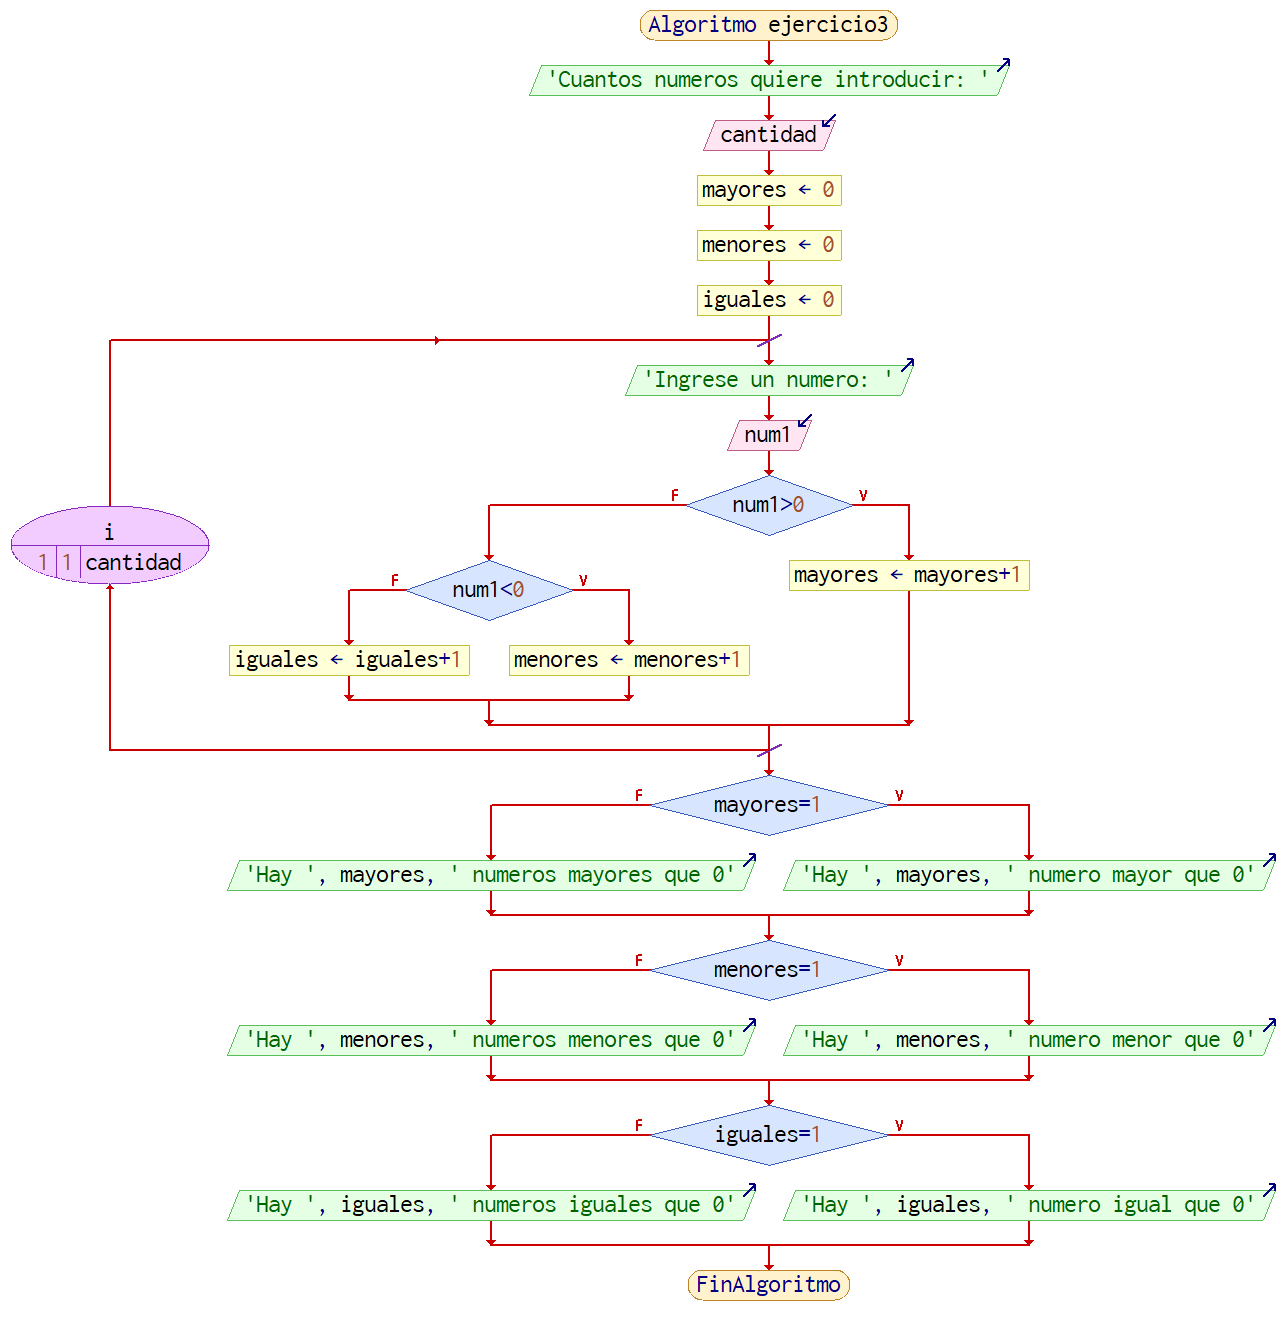 Algoritmo ejercicio3
'Cuantos numeros quiere introducir: '
cantidad
mayores ← 0
menores ← 0
iguales ← 0
'Ingrese un numero: '
num1
num1>0
F
V
i
1 1 cantidad
mayores ← mayores+1
num1<0
F
V
iguales ← iguales+1
menores ← menores+1
mayores=1
F
V
'Hay ', mayores, ' numeros mayores que 0'
'Hay ', mayores, ' numero mayor que 0'
menores=1
F
V
'Hay ', menores, ' numeros menores que 0'
'Hay ', menores, ' numero menor que 0'
iguales=1
F
V
'Hay ', iguales, ' numeros iguales que 0'
'Hay ', iguales, ' numero igual que 0'
FinAlgoritmo